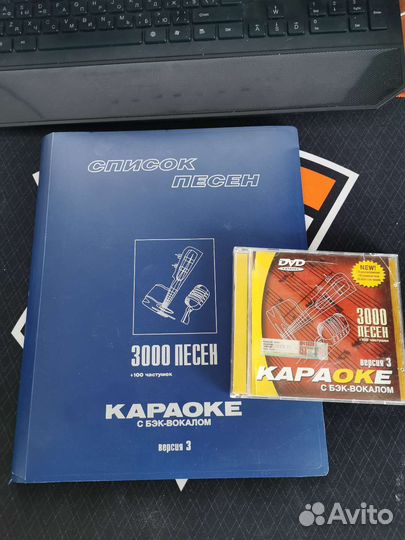 СПИСОК
ПЕСЕН
3000 ПЕСЕН
+100 частушек
КАРАОКЕ
С БЭК-ВОКАЛОМ
версия 3
DVD
NEW!
3000
ПЕСЕН
+100 частушек
версия 3
КАРАОКЕ
С БЭК-ВОКАЛОМ
Avito